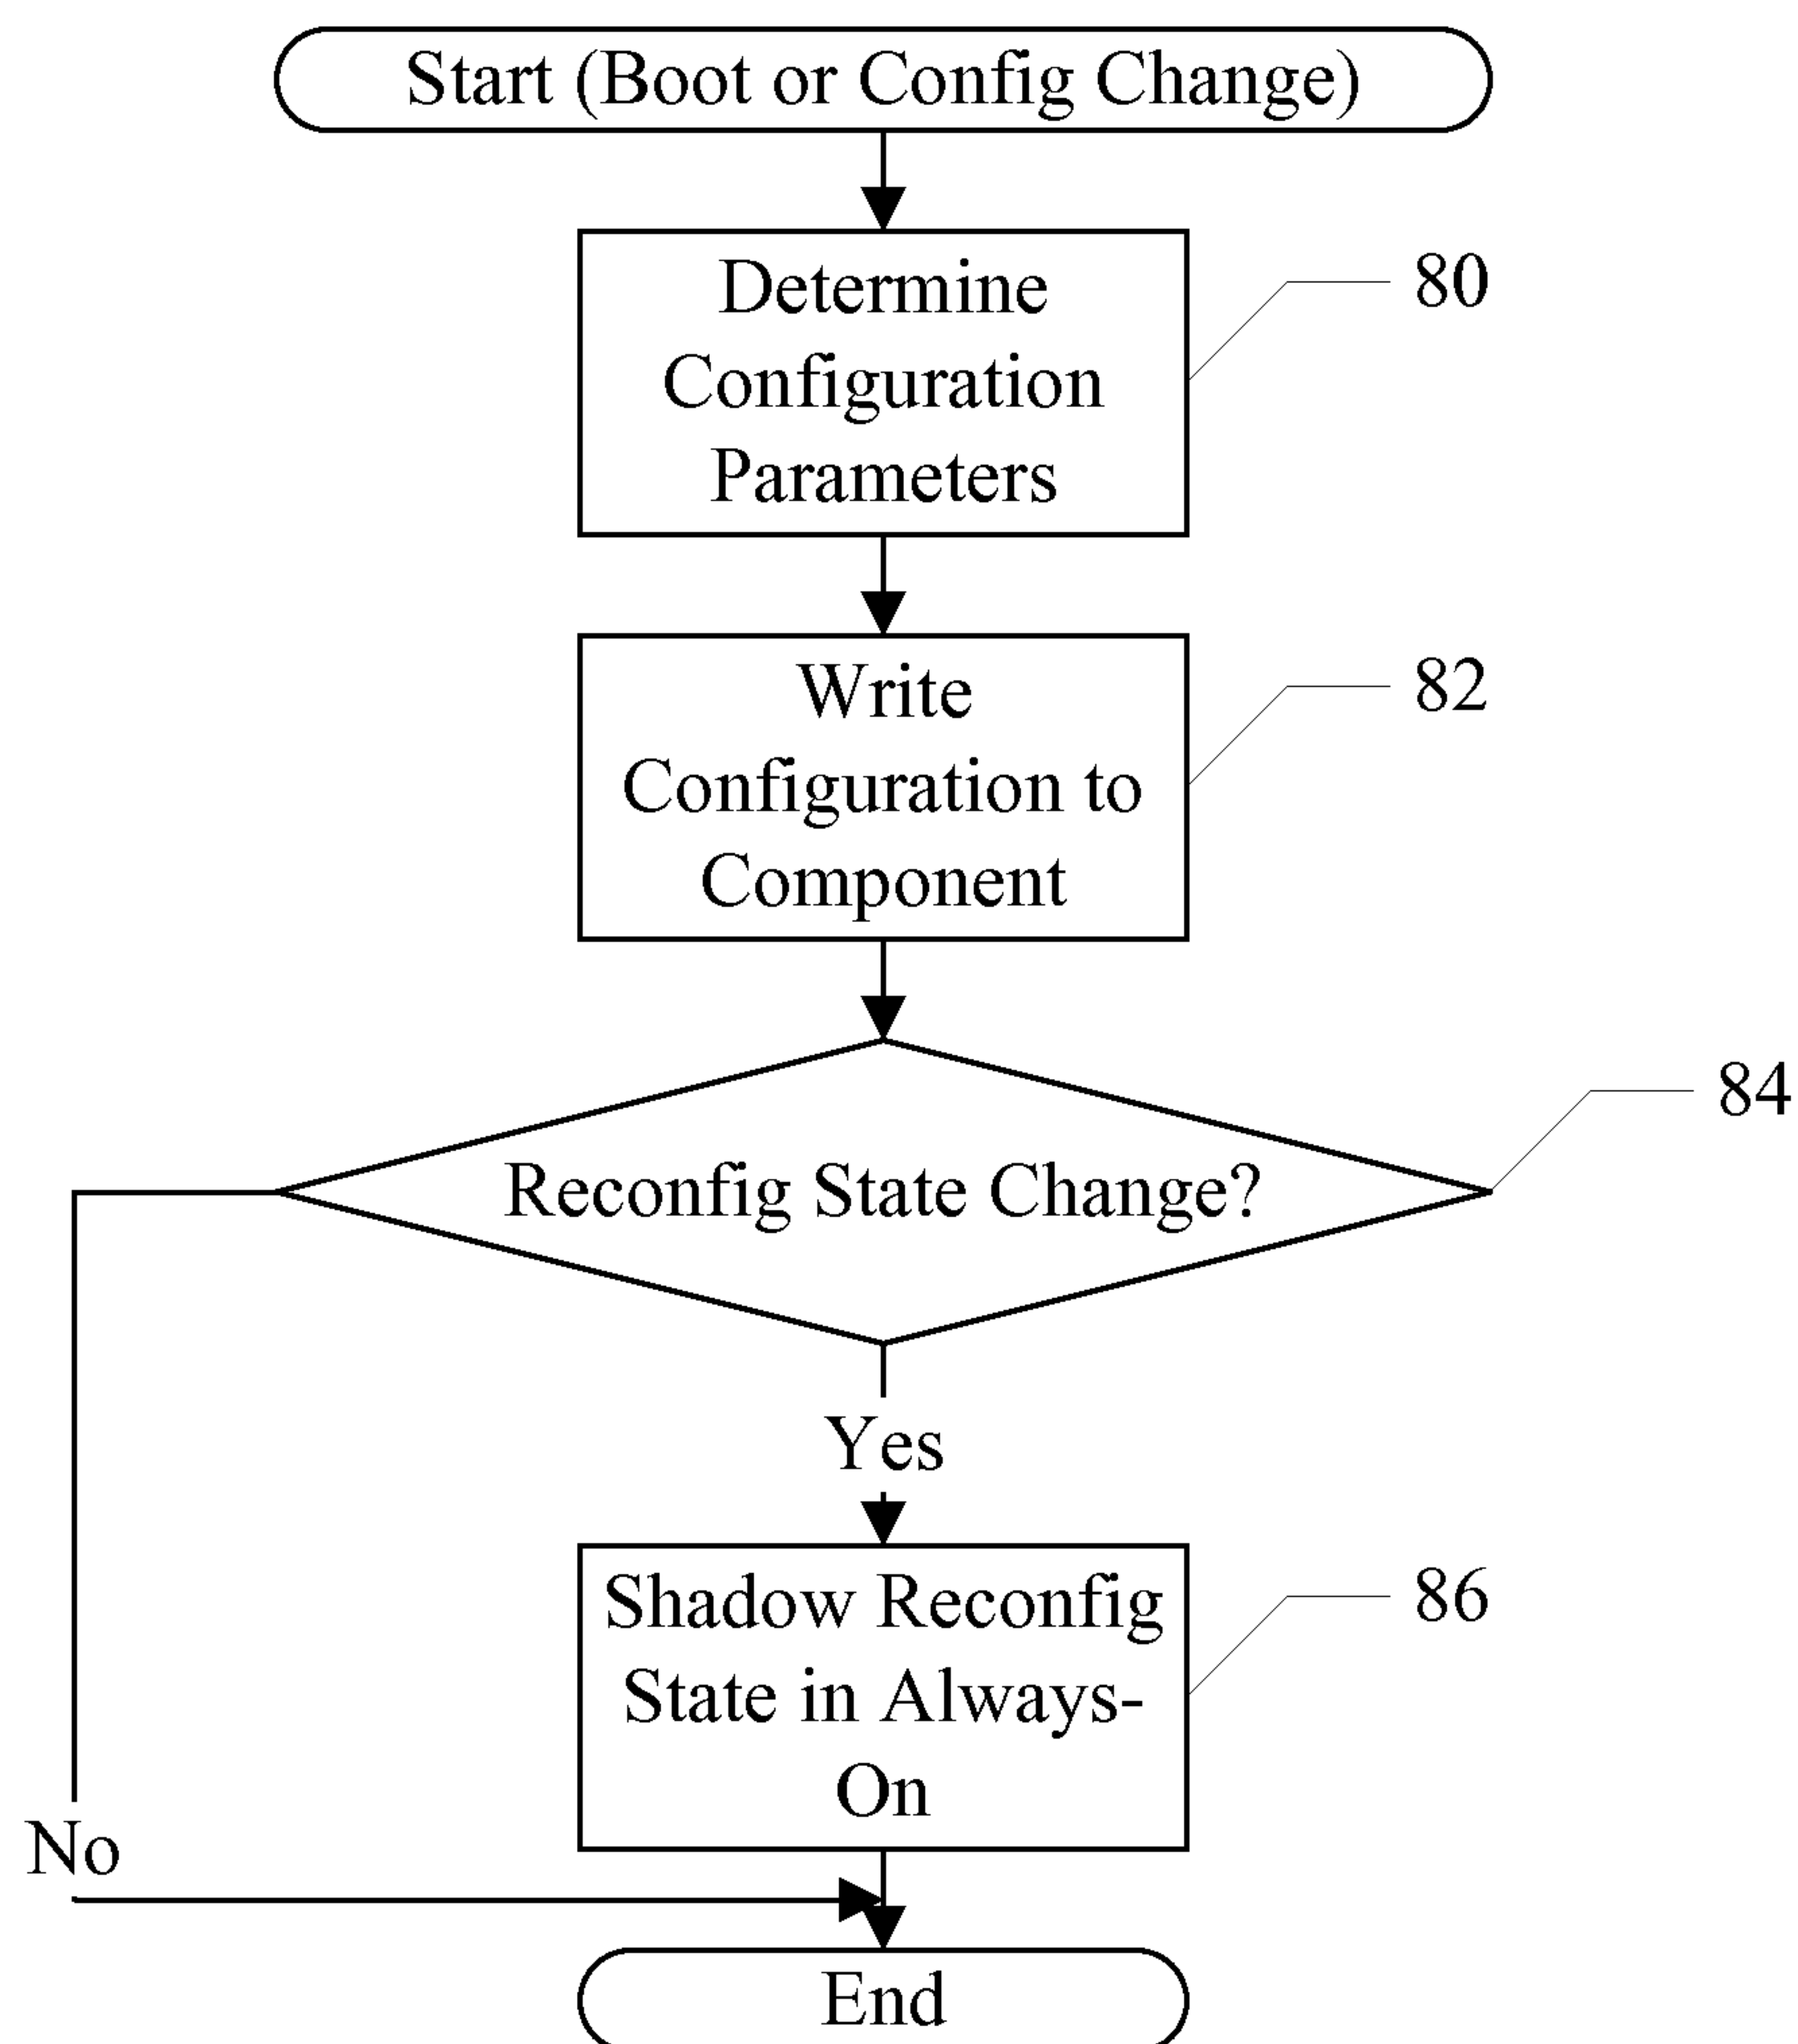 Start (Boot or Config Change)
Determine
Configuration
Parameters
80
Write
Configuration to
Component
82
Reconfig State Change?
84
Yes
Shadow Reconfig
State in Always-
On
86
No
End